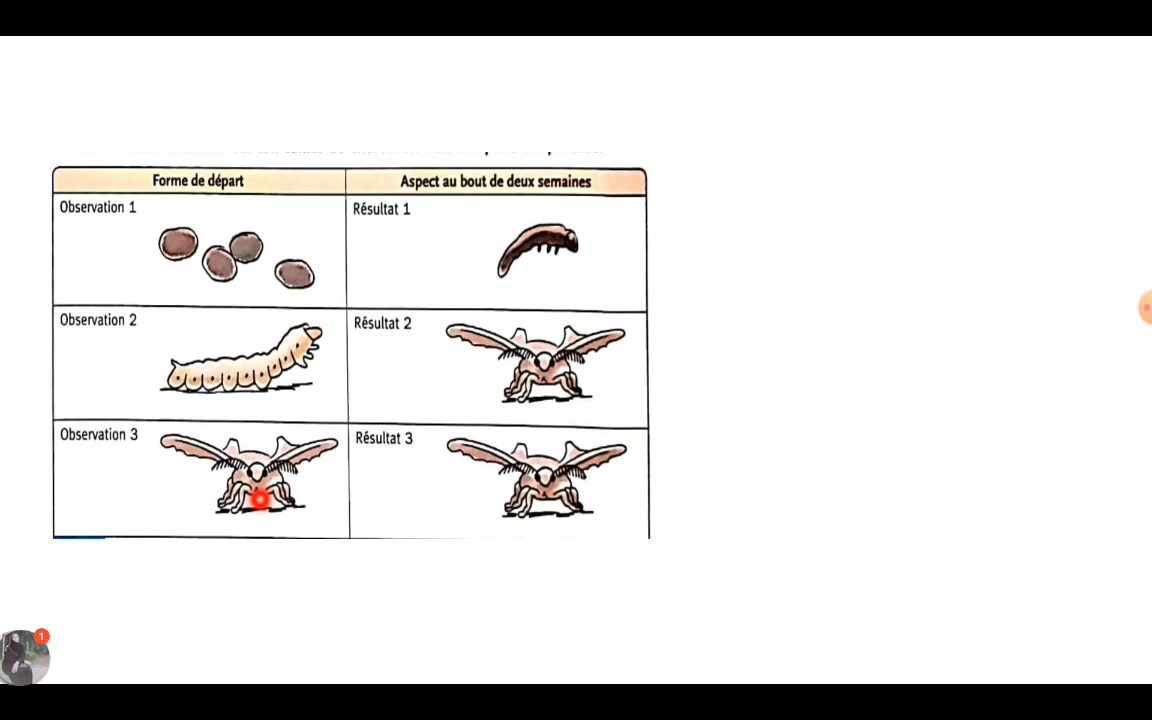 Forme de départ
Aspect au bout de deux semaines
Observation 1
Résultat 1
Observation 2
Résultat 2
Observation 3
Résultat 3
1